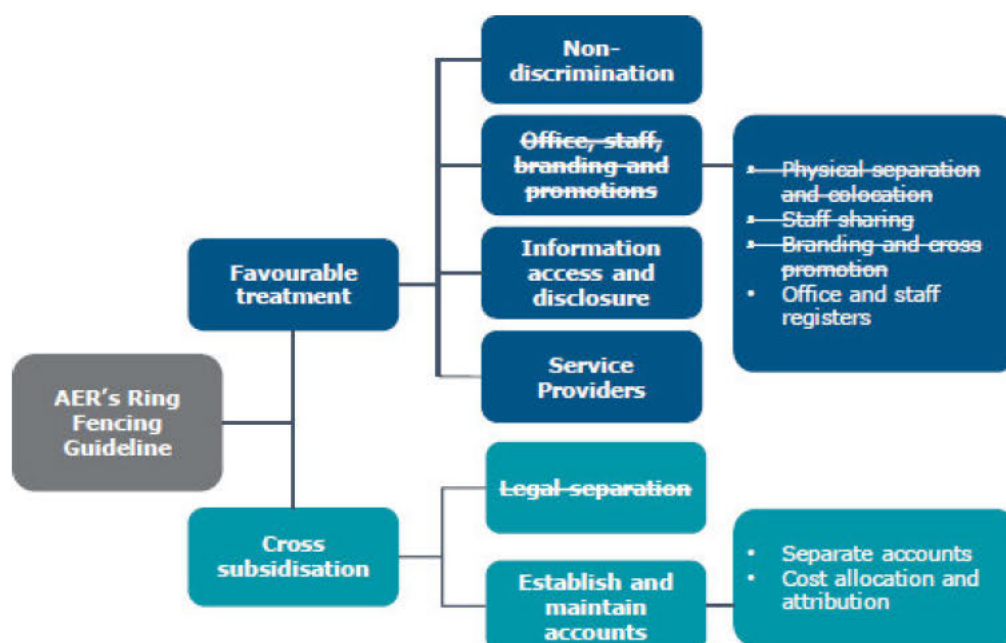 Non-
discrimination
Office, staff,
branding and
promotions
• Physical separation
and colocation
• Staff sharing
• Branding and cross
promotion
• Office and staff
registers
Information
access and
disclosure
Favourable
treatment
Service
Providers
AER’s Ring
Fencing
Guideline
Legal separation
Cross
subsidisation
Establish and
maintain
accounts
• Separate accounts
• Cost allocation and
attribution